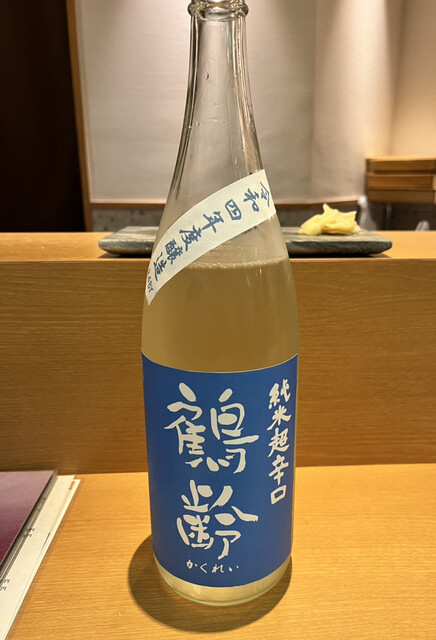 令和四年度醸造
純米超辛口
鶴齢
かくれい